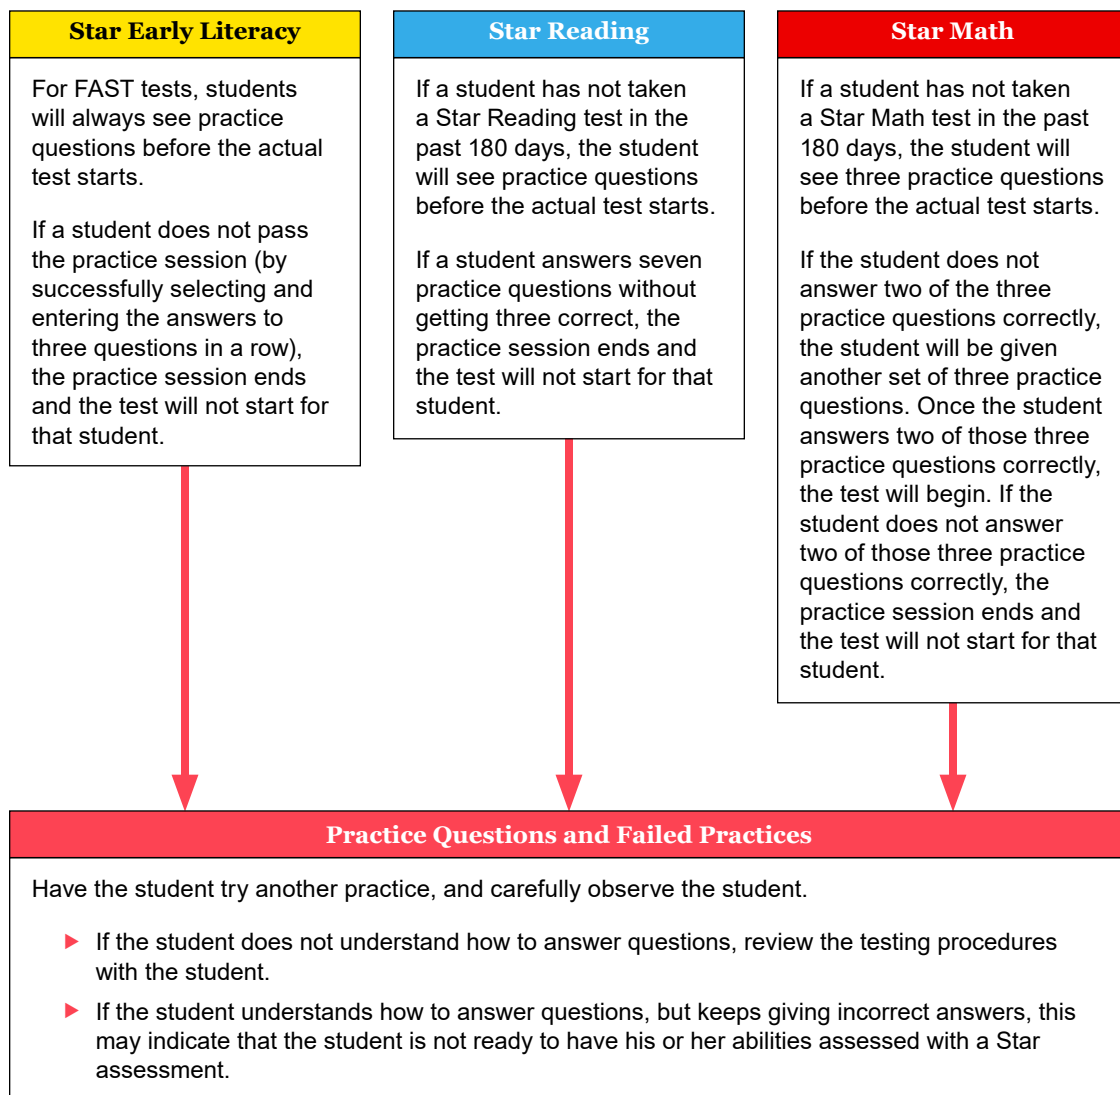 Star Early Literacy
For FAST tests, students
will always see practice
questions before the actual
test starts.
If a student does not pass
the practice session (by
successfully selecting and
entering the answers to
three questions in a row),
the practice session ends
and the test will not start for
that student.
Star Reading
If a student has not taken
a Star Reading test in the
past 180 days, the student
will see practice questions
before the actual test starts.
If a student answers seven
practice questions without
getting three correct, the
practice session ends and
the test will not start for that
student.
Star Math
If a student has not taken
a Star Math test in the past
180 days, the student will
see three practice questions
before the actual test starts.
If the student does not
answer two of the three
practice questions correctly,
the student will be given
another set of three practice
questions. Once the student
answers two of those three
practice questions correctly,
the test will begin. If the
student does not answer
two of those three practice
questions correctly, the
practice session ends and
the test will not start for that
student.
Practice Questions and Failed Practices
Have the student try another practice, and carefully observe the student.
If the student does not understand how to answer questions, review the testing procedures
with the student.
If the student understands how to answer questions, but keeps giving incorrect answers, this
may indicate that the student is not ready to have his or her abilities assessed with a Star
assessment.